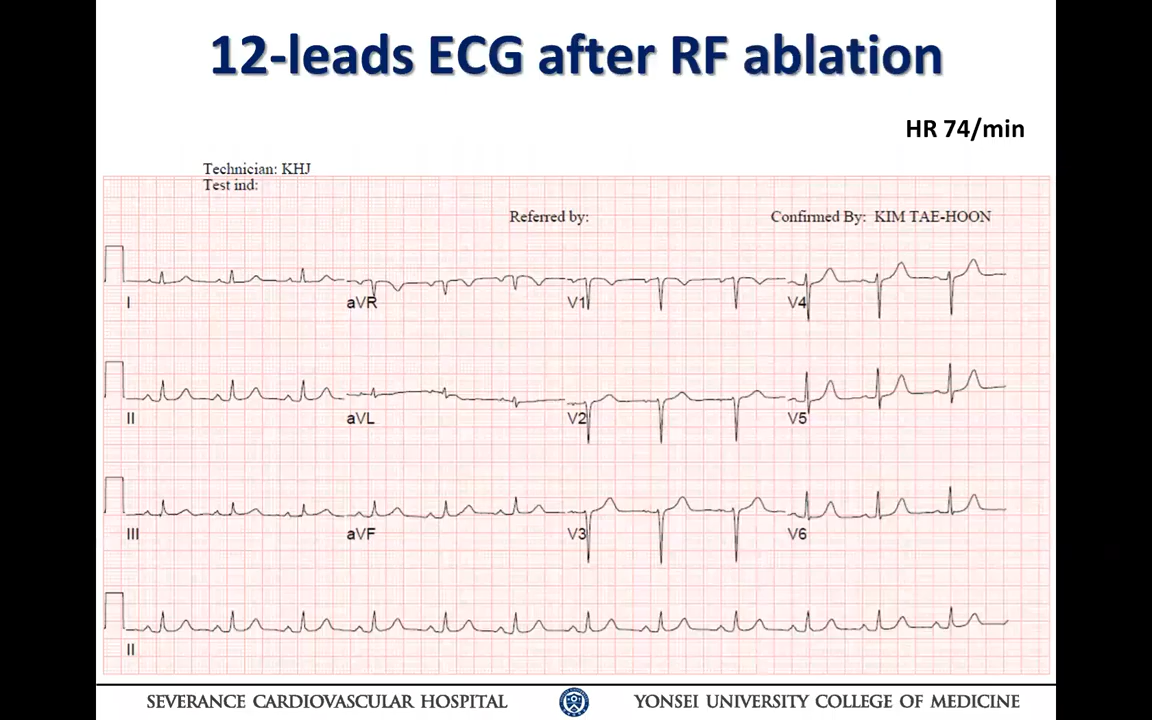 12-leads ECG after RF ablation
HR 74/min
Technician: KHJ
Test ind:
Referred by:
Confirmed By: KIM TAE-HOON
I
aVR
V1
V4
II
aVL
V2
V5
III
aVF
V3
V6
II
SEVERANCE CARDIOVASCULAR HOSPITAL
YONSEI UNIVERSITY COLLEGE OF MEDICINE